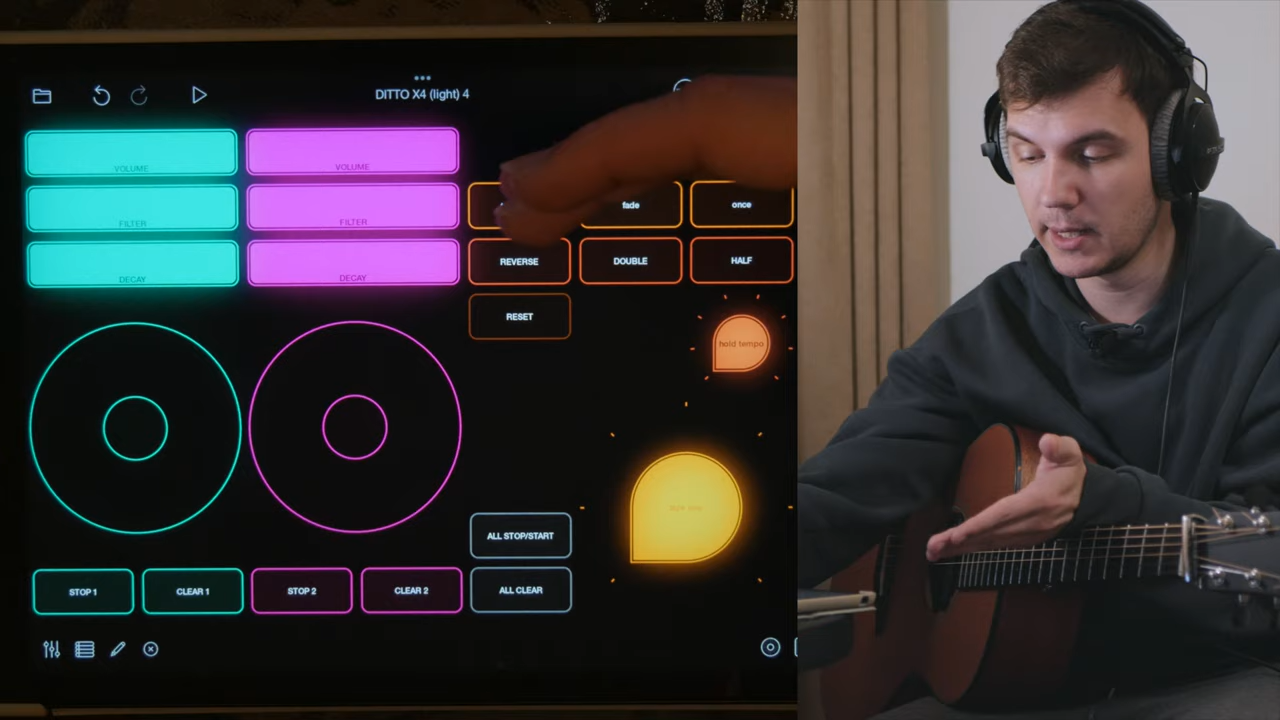 DITTO X4 (light) 4
VOLUME
VOLUME
FILTER
FILTER
fade
once
DECAY
DECAY
REVERSE
DOUBLE
HALF
RESET
hold tempo
ALL STOP/START
STOP 1
CLEAR 1
STOP 2
CLEAR 2
ALL CLEAR